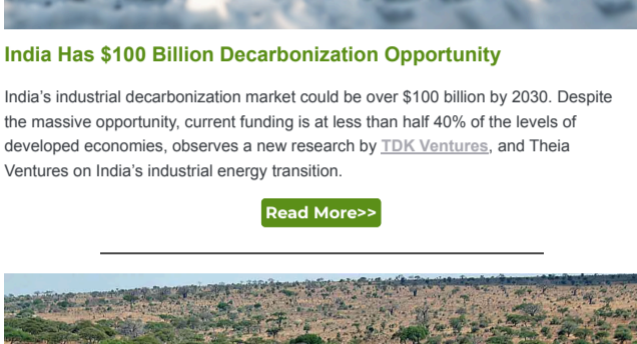 India Has $100 Billion Decarbonization Opportunity
India's industrial decarbonization market could be over $100 billion by 2030. Despite
the massive opportunity, current funding is at less than half 40% of the levels of
developed economies, observes a new research by TDK Ventures, and Theia
Ventures on India's industrial energy transition.
Read More>>